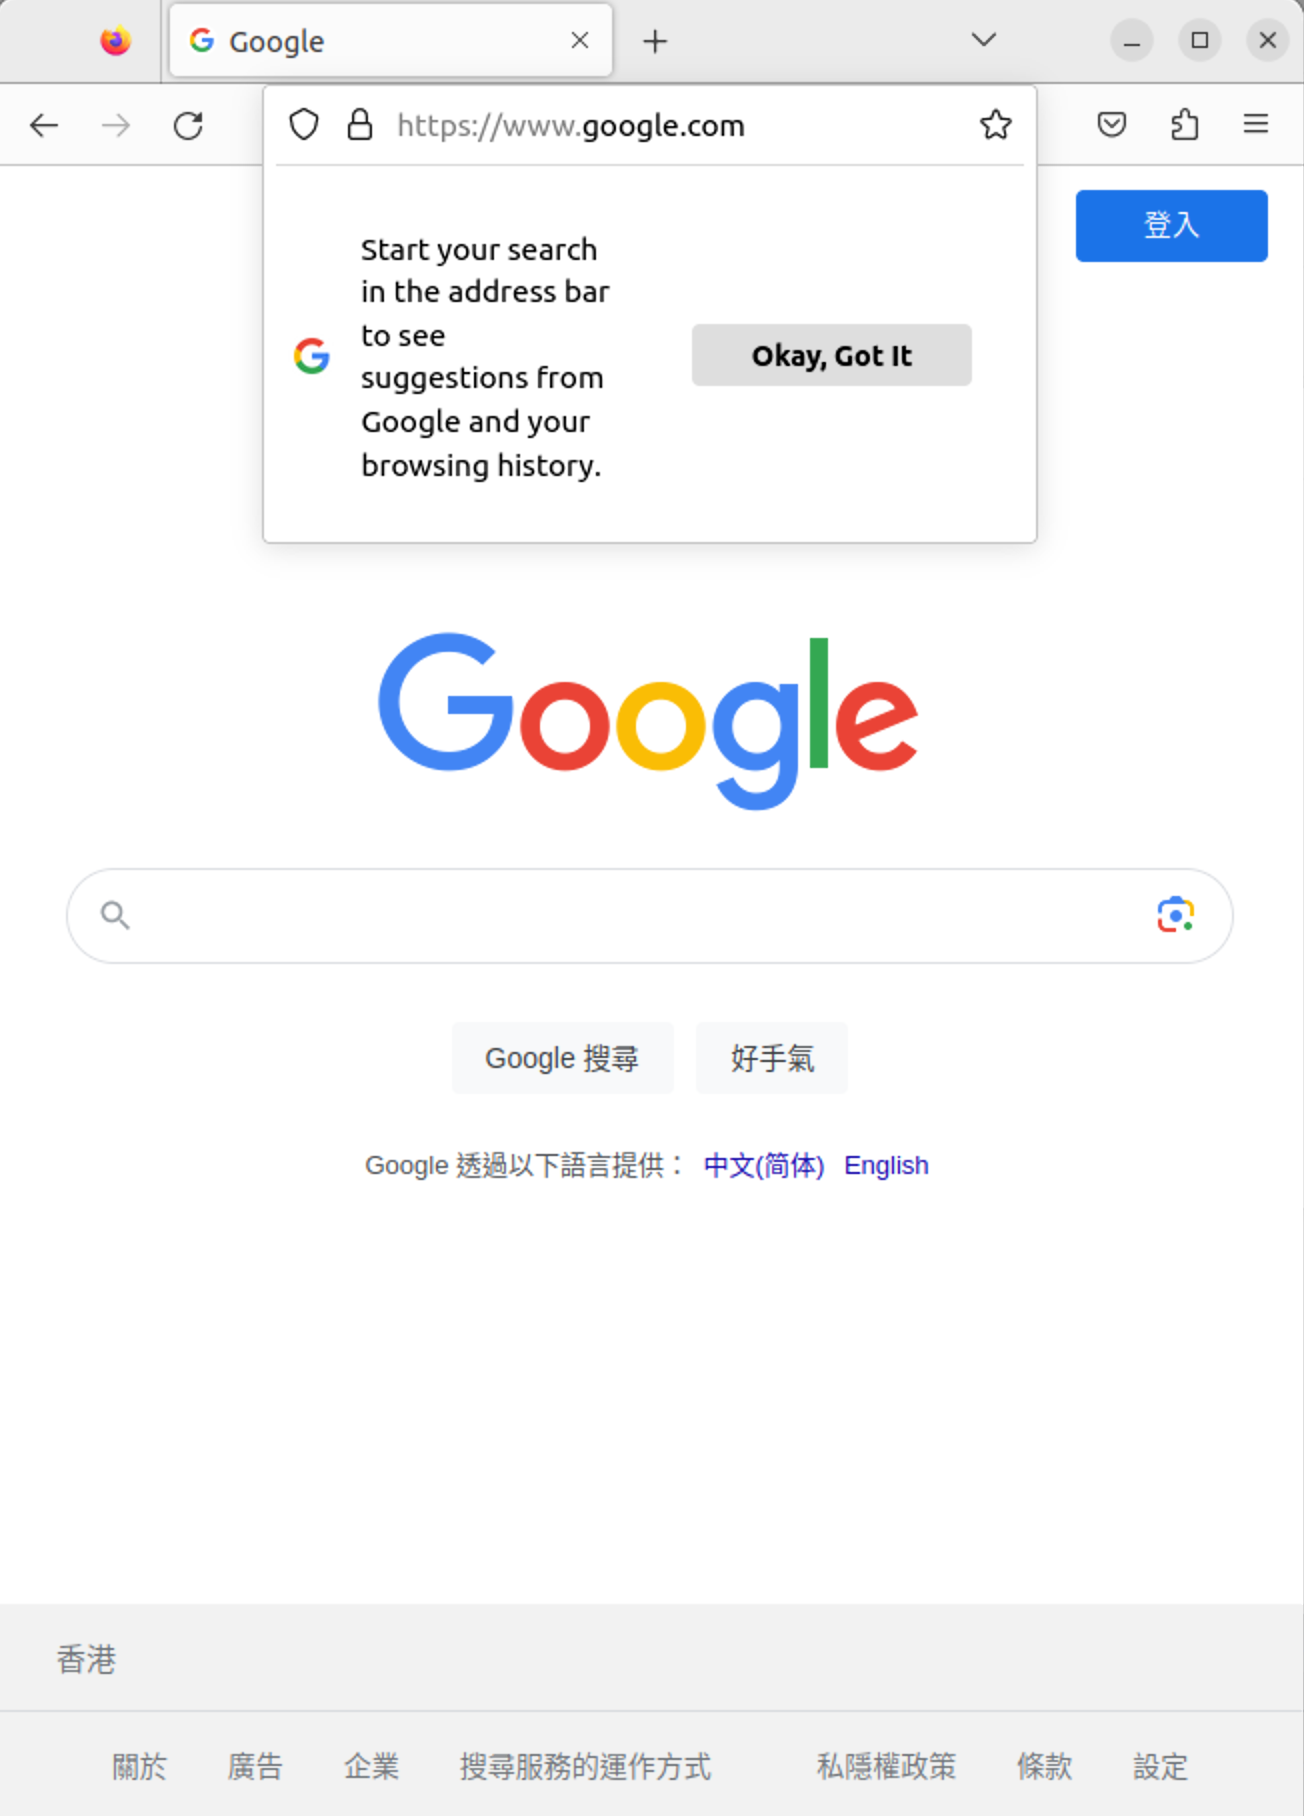 Google
https://www.google.com
登入
Start your search
in the address bar
to see
suggestions from
Google and your
browsing history.
Okay, Got It
Google
Google 搜尋
好手氣
Google 透過以下語言提供： 中文(简体) English
香港
關於 廣告 企業 搜尋服務的運作方式 私隱權政策 條款 設定